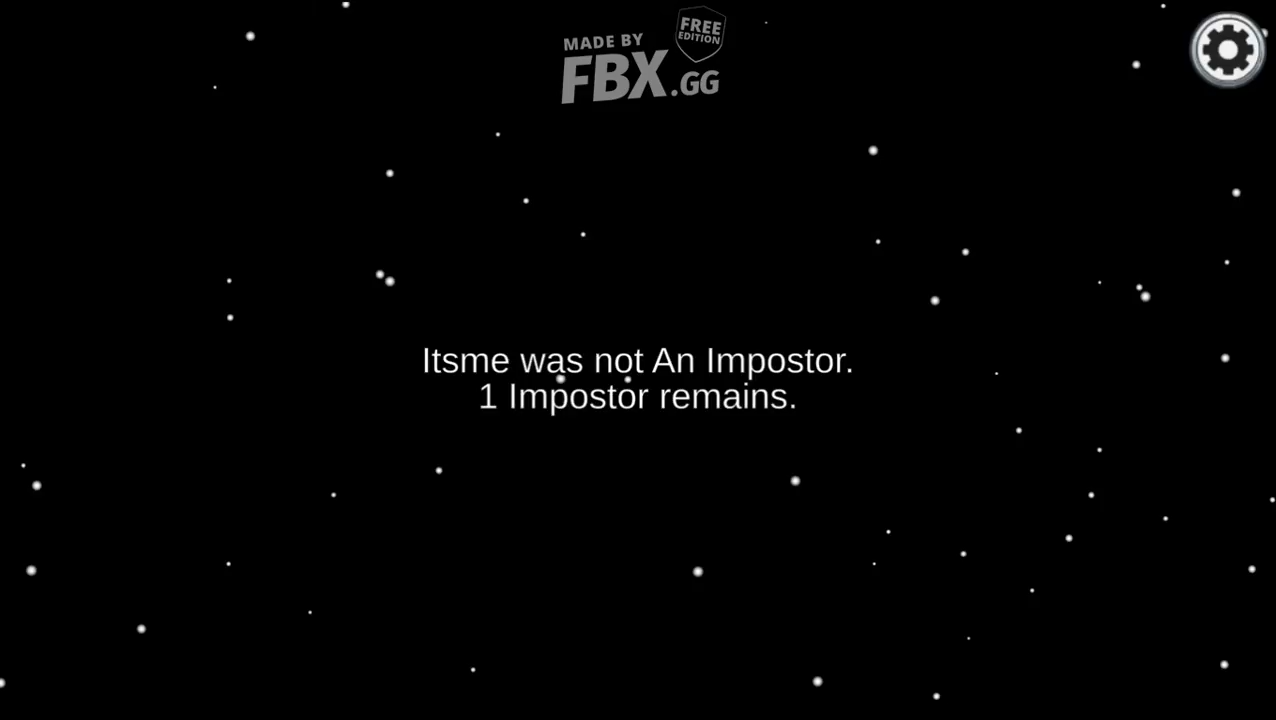 MADE BY
FREE
EDITION
FBX.GG
Itsme was not An Impostor.
1 Impostor remains.